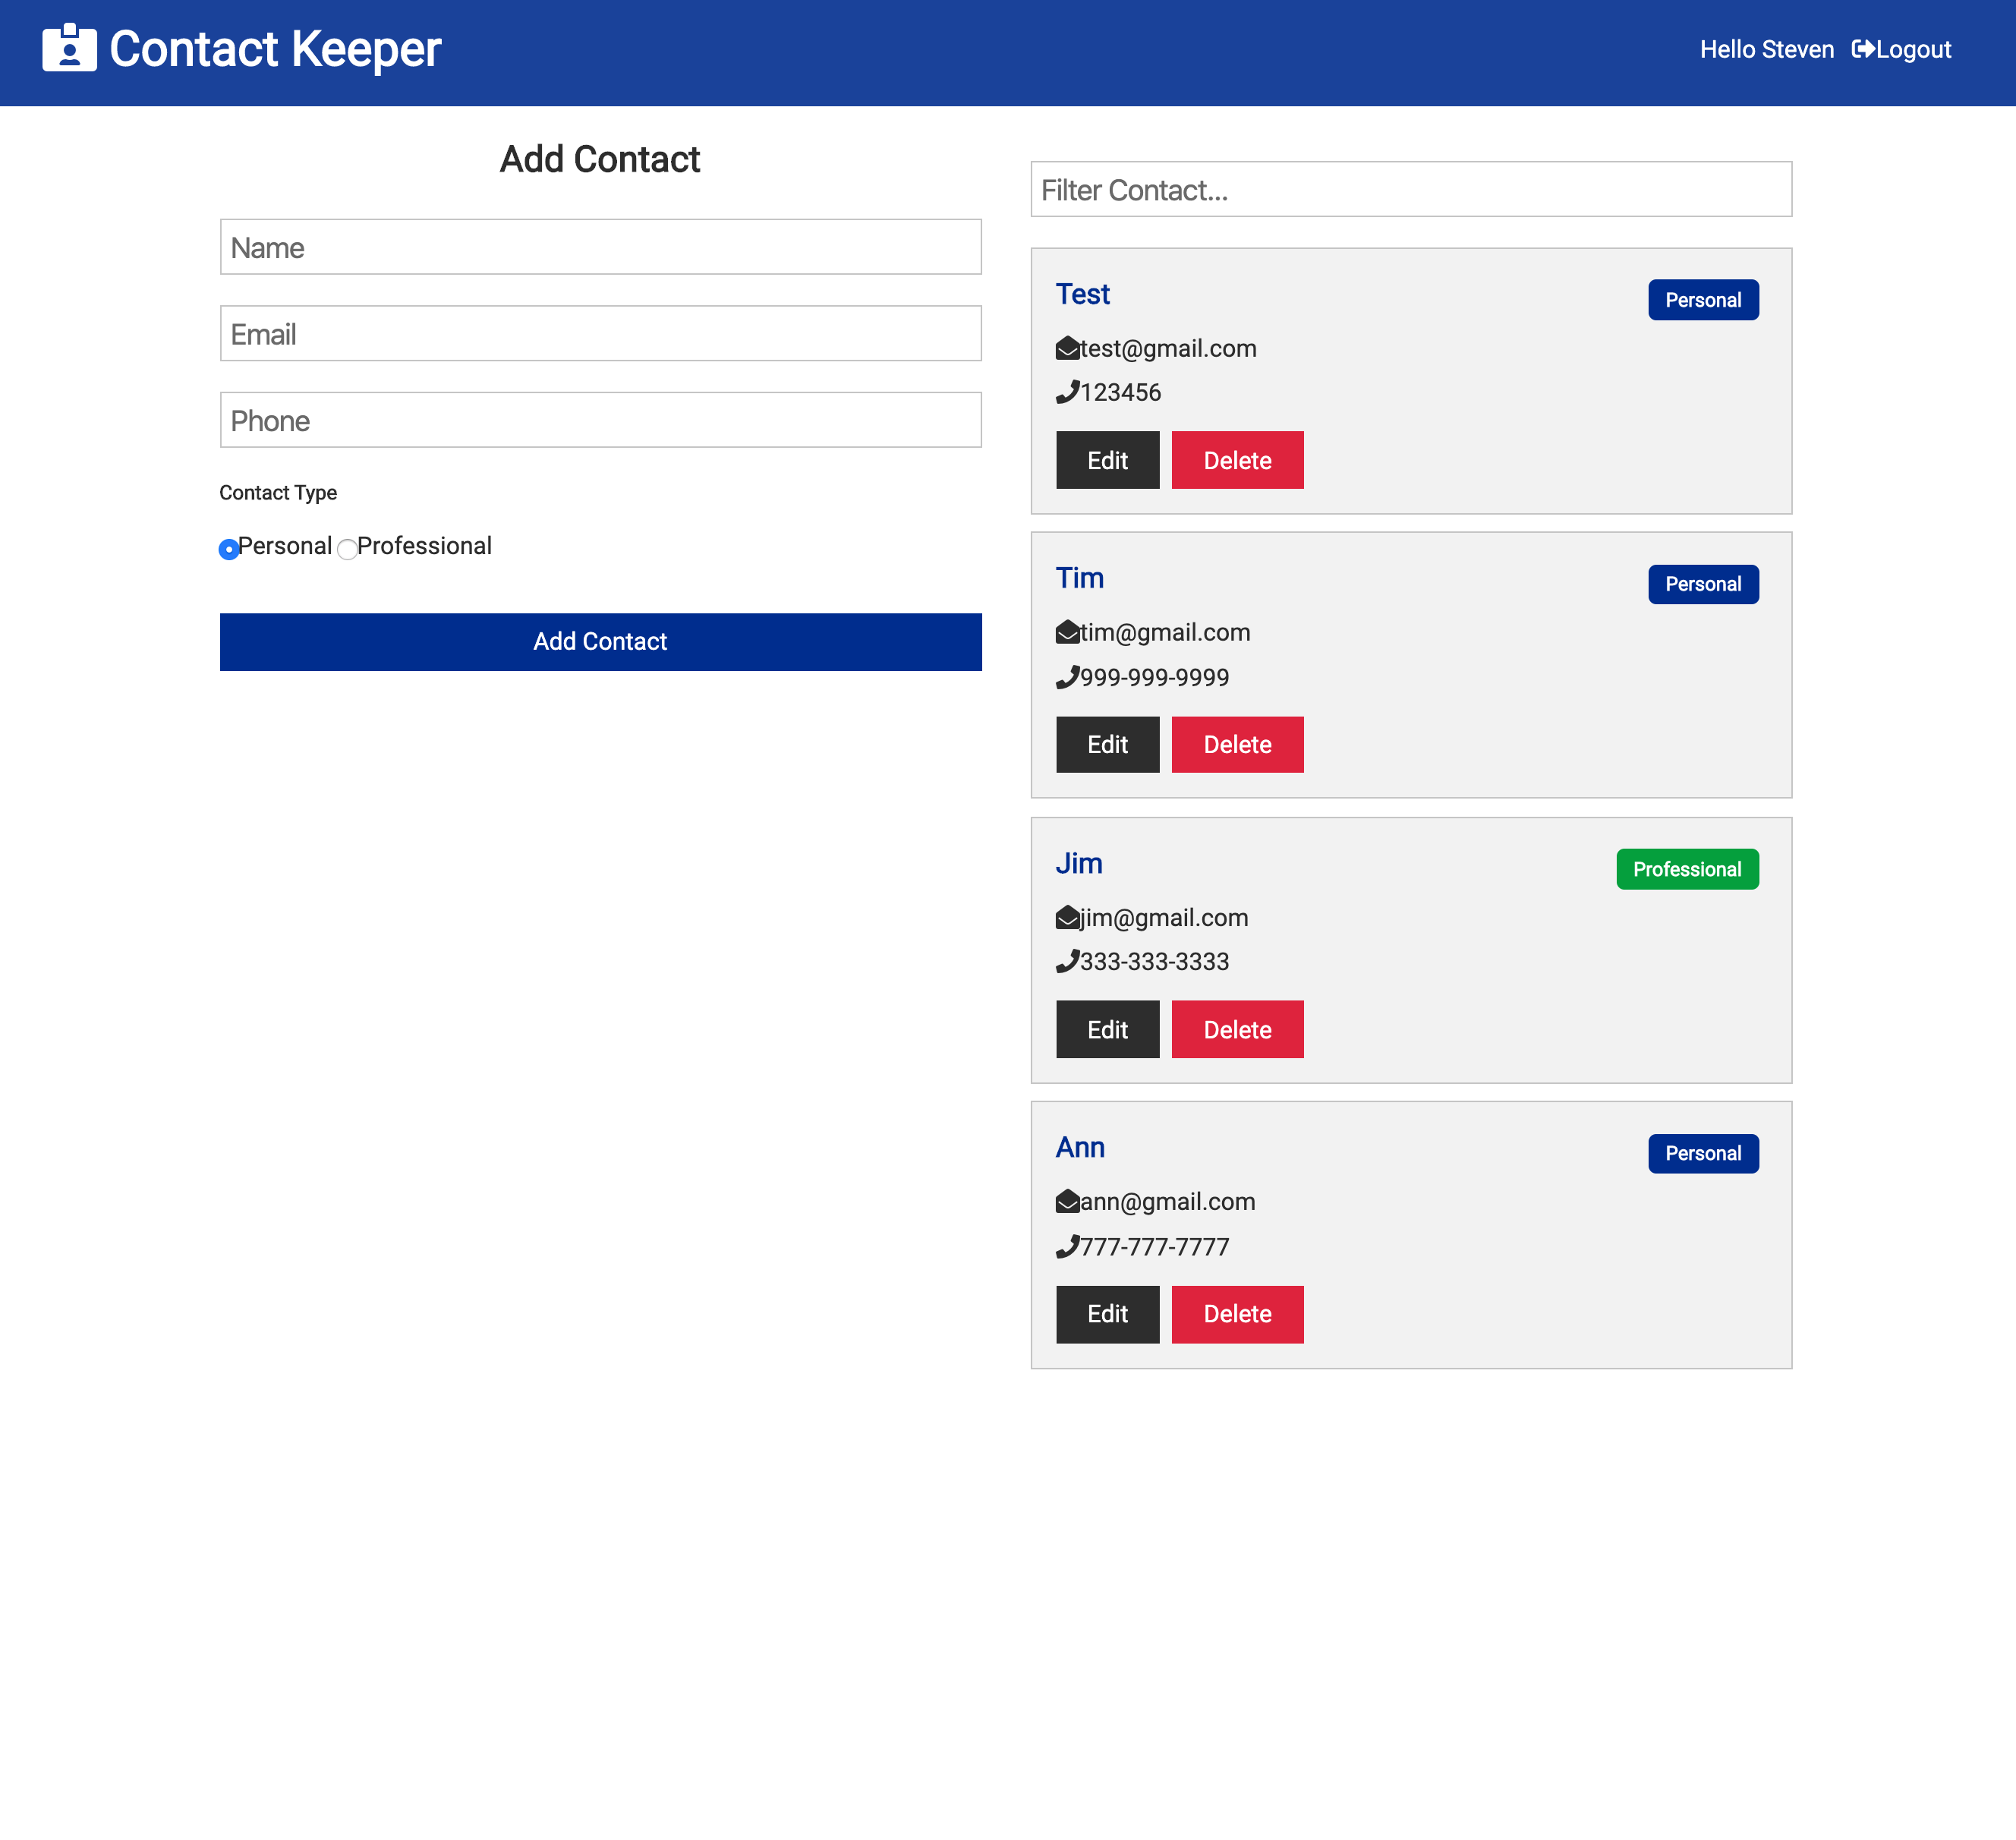 Contact Keeper
Hello Steven Logout
Add Contact
Name
Email
Phone
Contact Type
Personal Professional
Add Contact
Filter Contact...
Test
Personal
test@gmail.com
123456
Edit Delete
Tim
Personal
tim@gmail.com
999-999-9999
Edit Delete
Jim
Professional
jim@gmail.com
333-333-3333
Edit Delete
Ann
Personal
ann@gmail.com
777-777-7777
Edit Delete